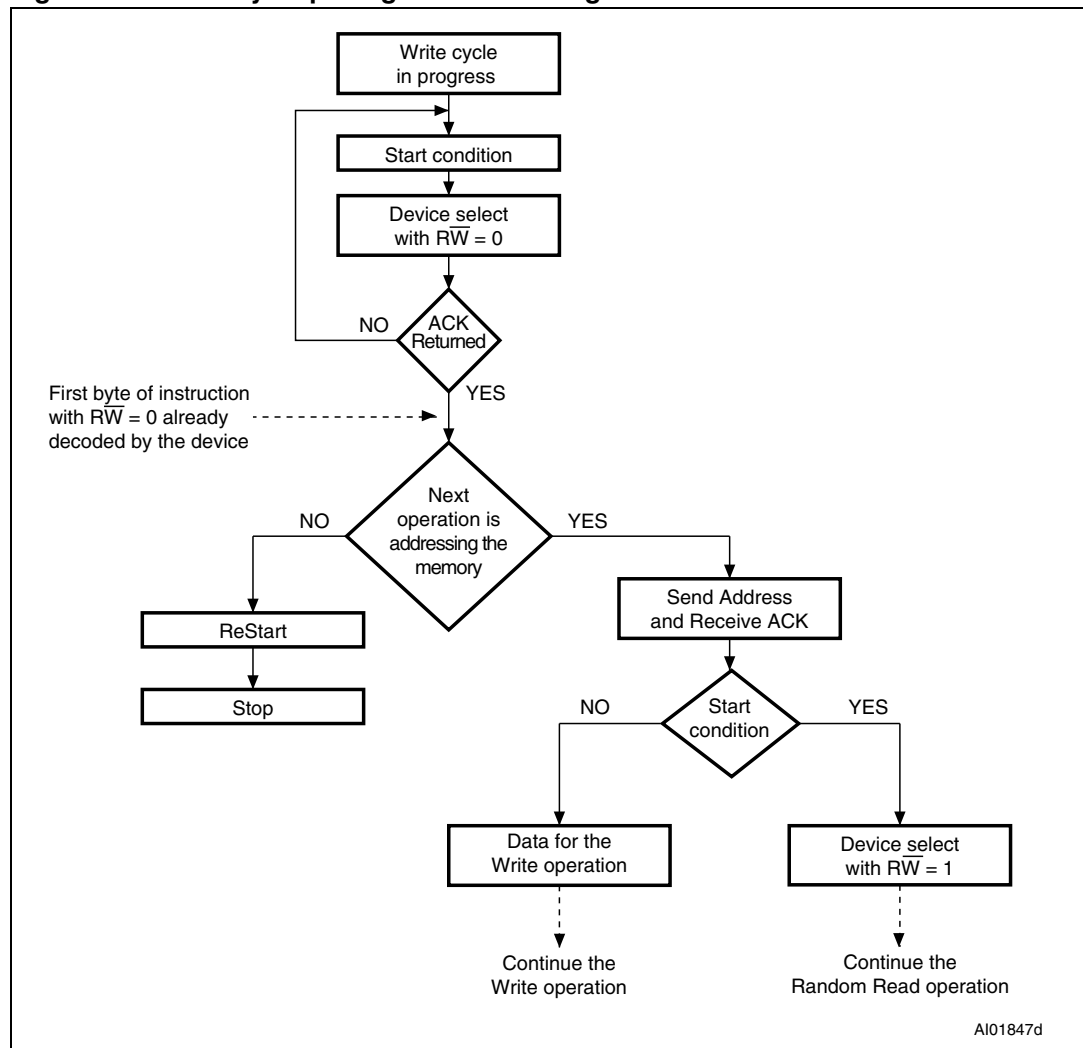 Write cycle
in progress
Start condition
Device select
with RW̅ = 0
NO
ACK
Returned
YES
First byte of instruction
with RW̅ = 0 already
decoded by the device
Next
operation is
addressing the
memory
NO
YES
Send Address
and Receive ACK
ReStart
Stop
Start
condition
NO
YES
Data for the
Write operation
Device select
with RW̅ = 1
Continue the
Write operation
Continue the
Random Read operation
AI01847d